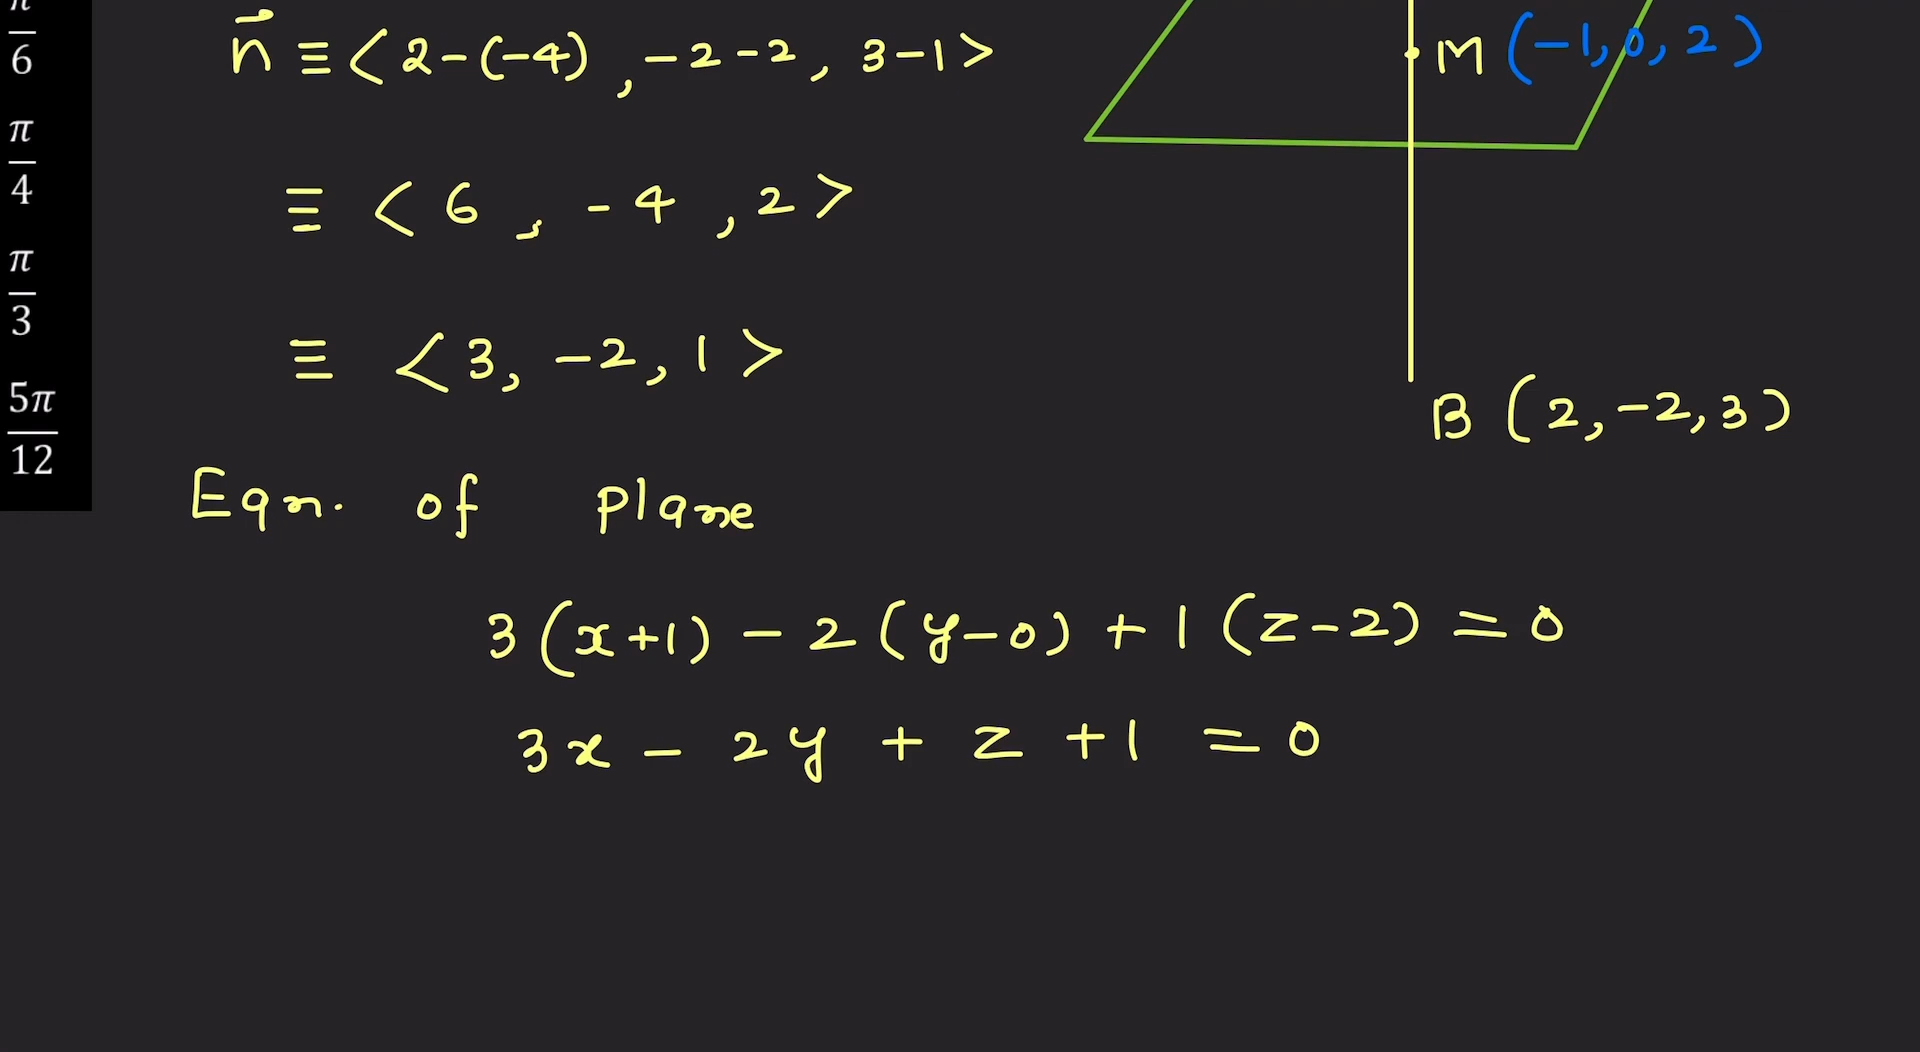 π/6
π/4
π/3
5π/12
n⃗ ≡ < 2-(-4) , -2-2, 3-1 >
M (-1, 0, 2)
≡ < 6 , -4 , 2 >
≡ < 3, -2, 1 >
B (2, -2, 3)
Eqn. of plane
3(x+1) - 2(y-0) + 1(z-2) = 0
3x - 2y + z + 1 = 0